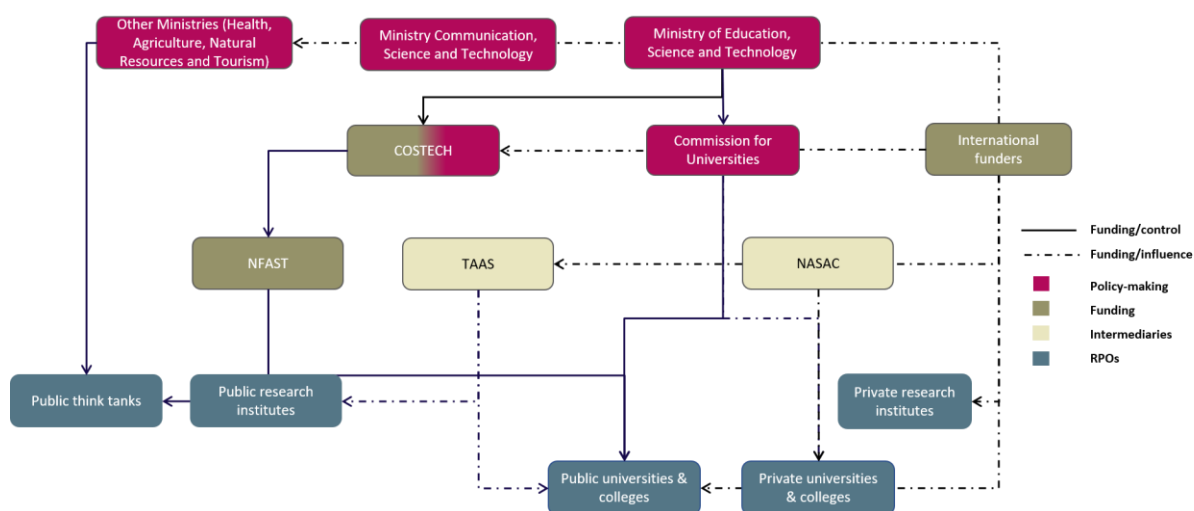 Other Ministries (Health,
Agriculture, Natural
Resources and Tourism)
Ministry Communication,
Science and Technology
Ministry of Education,
Science and Technology
COSTECH
Commission for
Universities
International
funders
NFAST
TAAS
NASAC
Funding/control
Funding/influence
Policy-making
Funding
Intermediaries
RPOs
Public think tanks
Public research
institutes
Private research
institutes
Public universities &
colleges
Private universities
& colleges